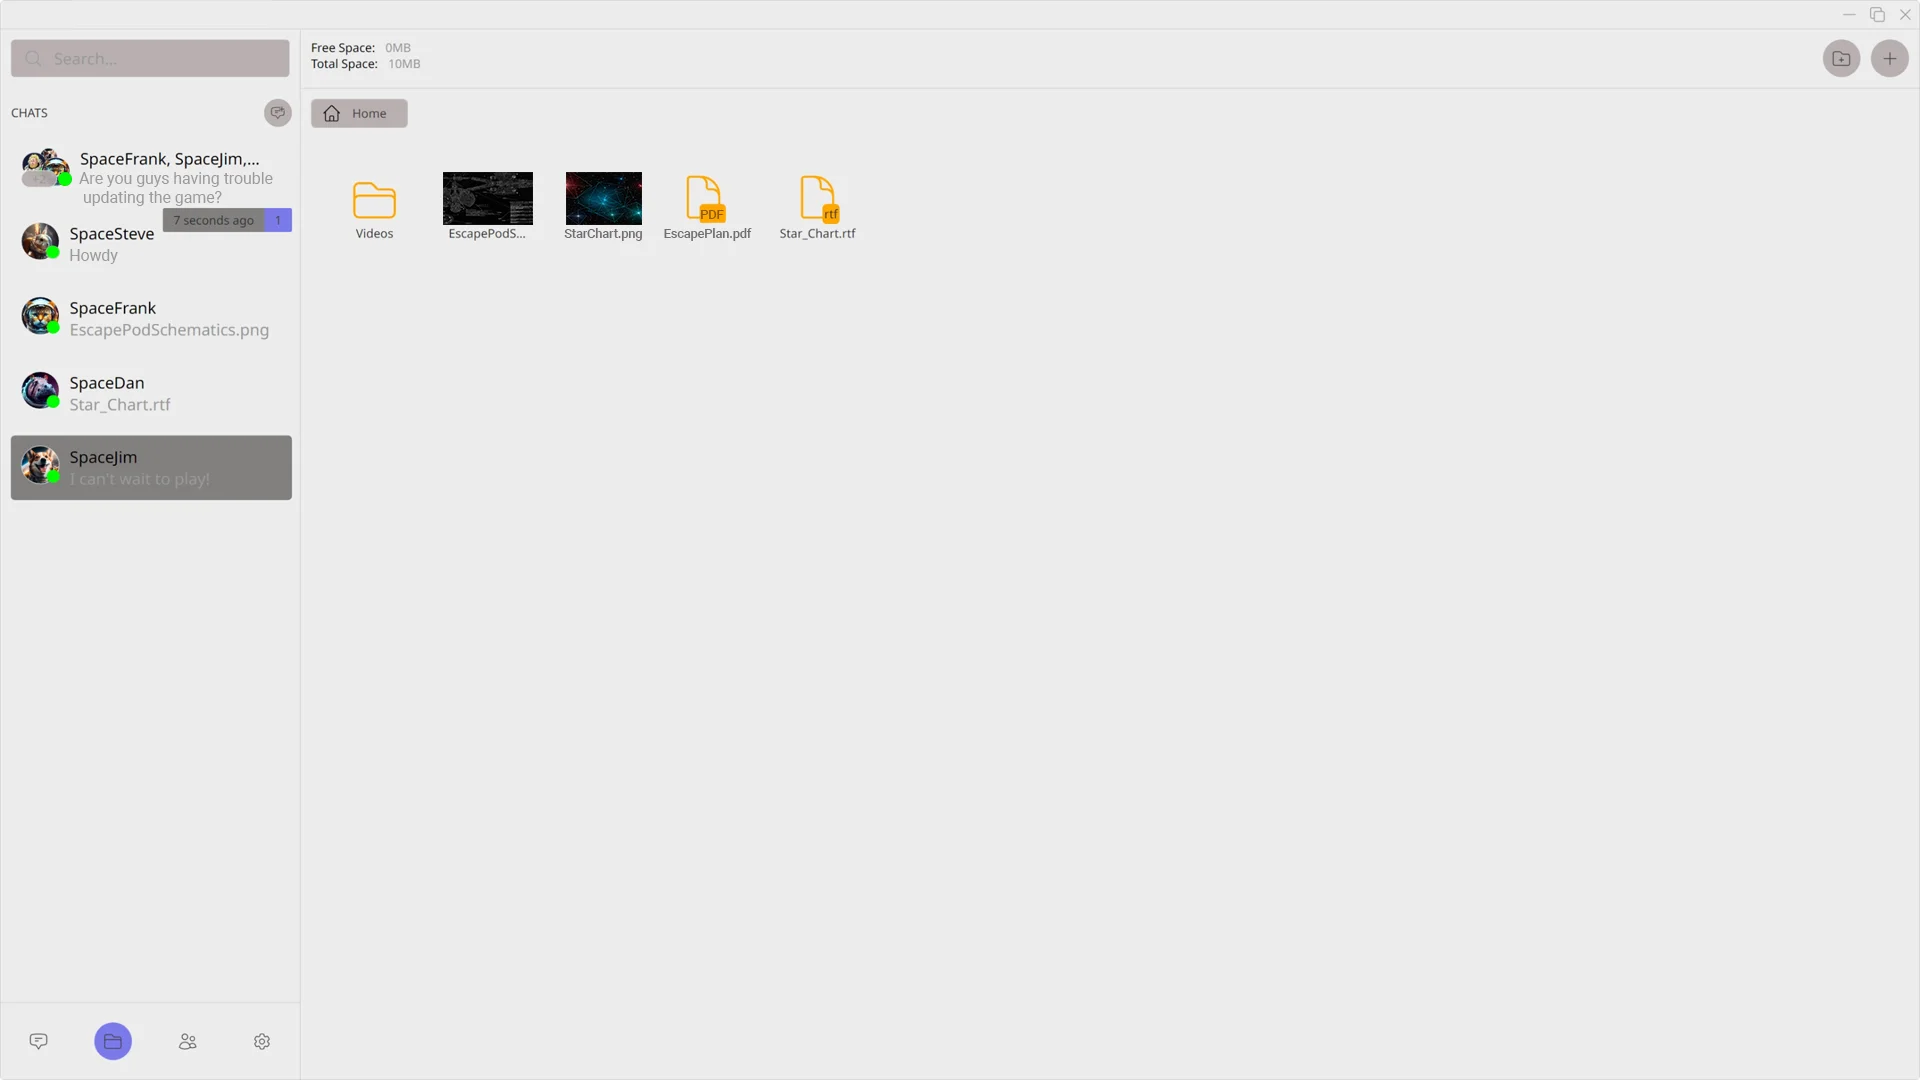 Search...
Free Space: 0MB
Total Space: 10MB
CHATS
Home
SpaceFrank, SpaceJim,...
Are you guys having trouble
updating the game?
7 seconds ago 1
SpaceSteve
Howdy
SpaceFrank
EscapePodSchematics.png
SpaceDan
Star_Chart.rtf
SpaceJim
I can't wait to play!
PDF
rtf
Videos
EscapePodS...
StarChart.png
EscapePlan.pdf
Star_Chart.rtf